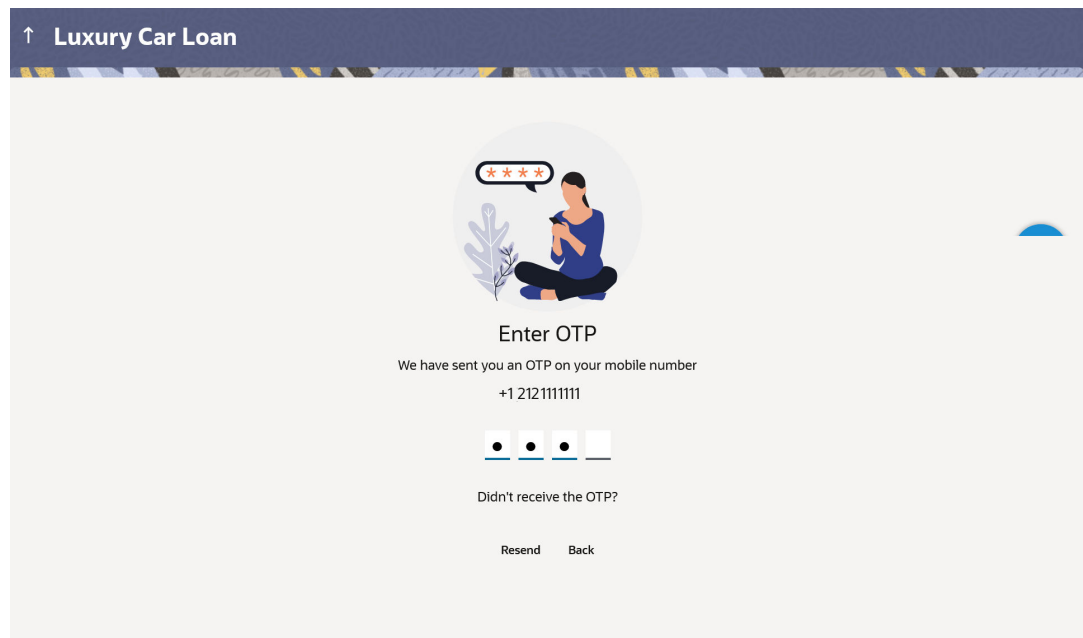 ↑ Luxury Car Loan
* * * *
Enter OTP
We have sent you an OTP on your mobile number
+1 2121111111
● ● ●
Didn't receive the OTP?
Resend Back